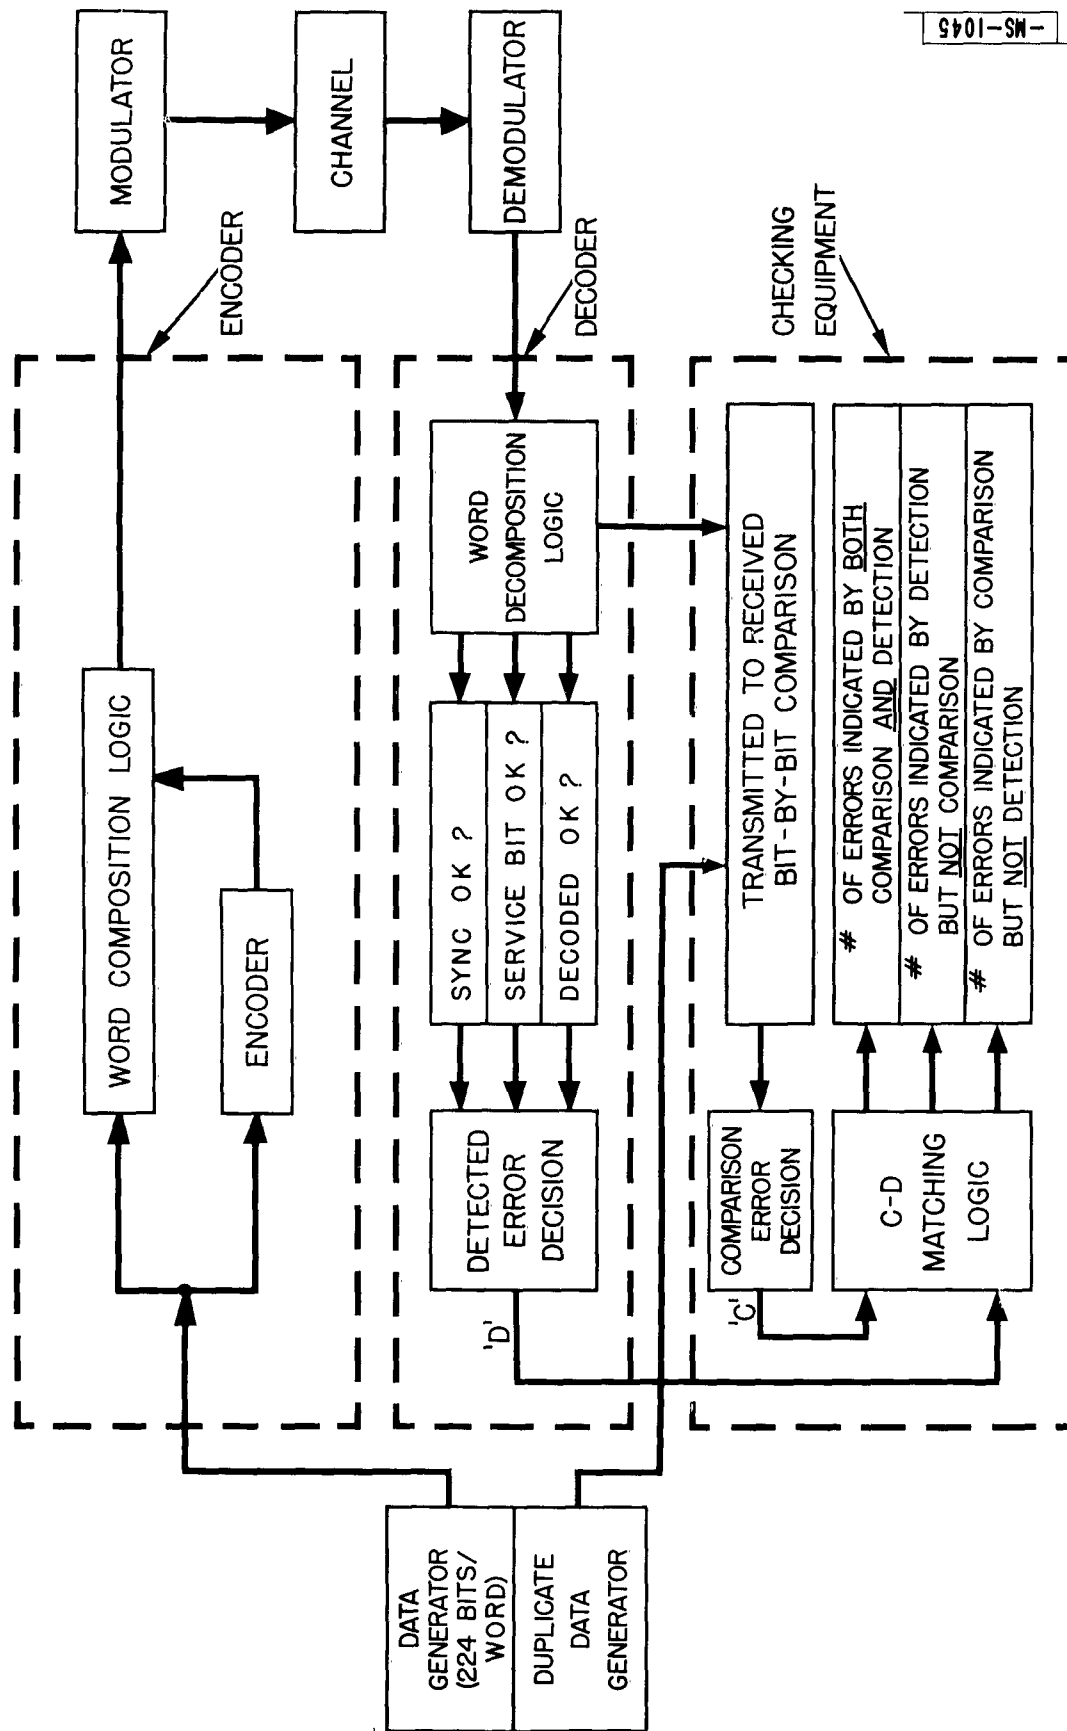 -MS-1045
DATA
GENERATOR
(224 BITS/
WORD)
DUPLICATE
DATA
GENERATOR
WORD COMPOSITION LOGIC
ENCODER
ENCODER
MODULATOR
CHANNEL
DEMODULATOR
DECODER
WORD
DECOMPOSITION
LOGIC
SYNC OK ?
SERVICE BIT OK ?
DECODED OK ?
DETECTED
ERROR
DECISION
'D'
CHECKING
EQUIPMENT
TRANSMITTED TO RECEIVED
BIT-BY-BIT COMPARISON
COMPARISON
ERROR
DECISION
'C'
C-D
MATCHING
LOGIC
# OF ERRORS INDICATED BY BOTH
COMPARISON AND DETECTION
# OF ERRORS INDICATED BY DETECTION
BUT NOT COMPARISON
# OF ERRORS INDICATED BY COMPARISON
BUT NOT DETECTION